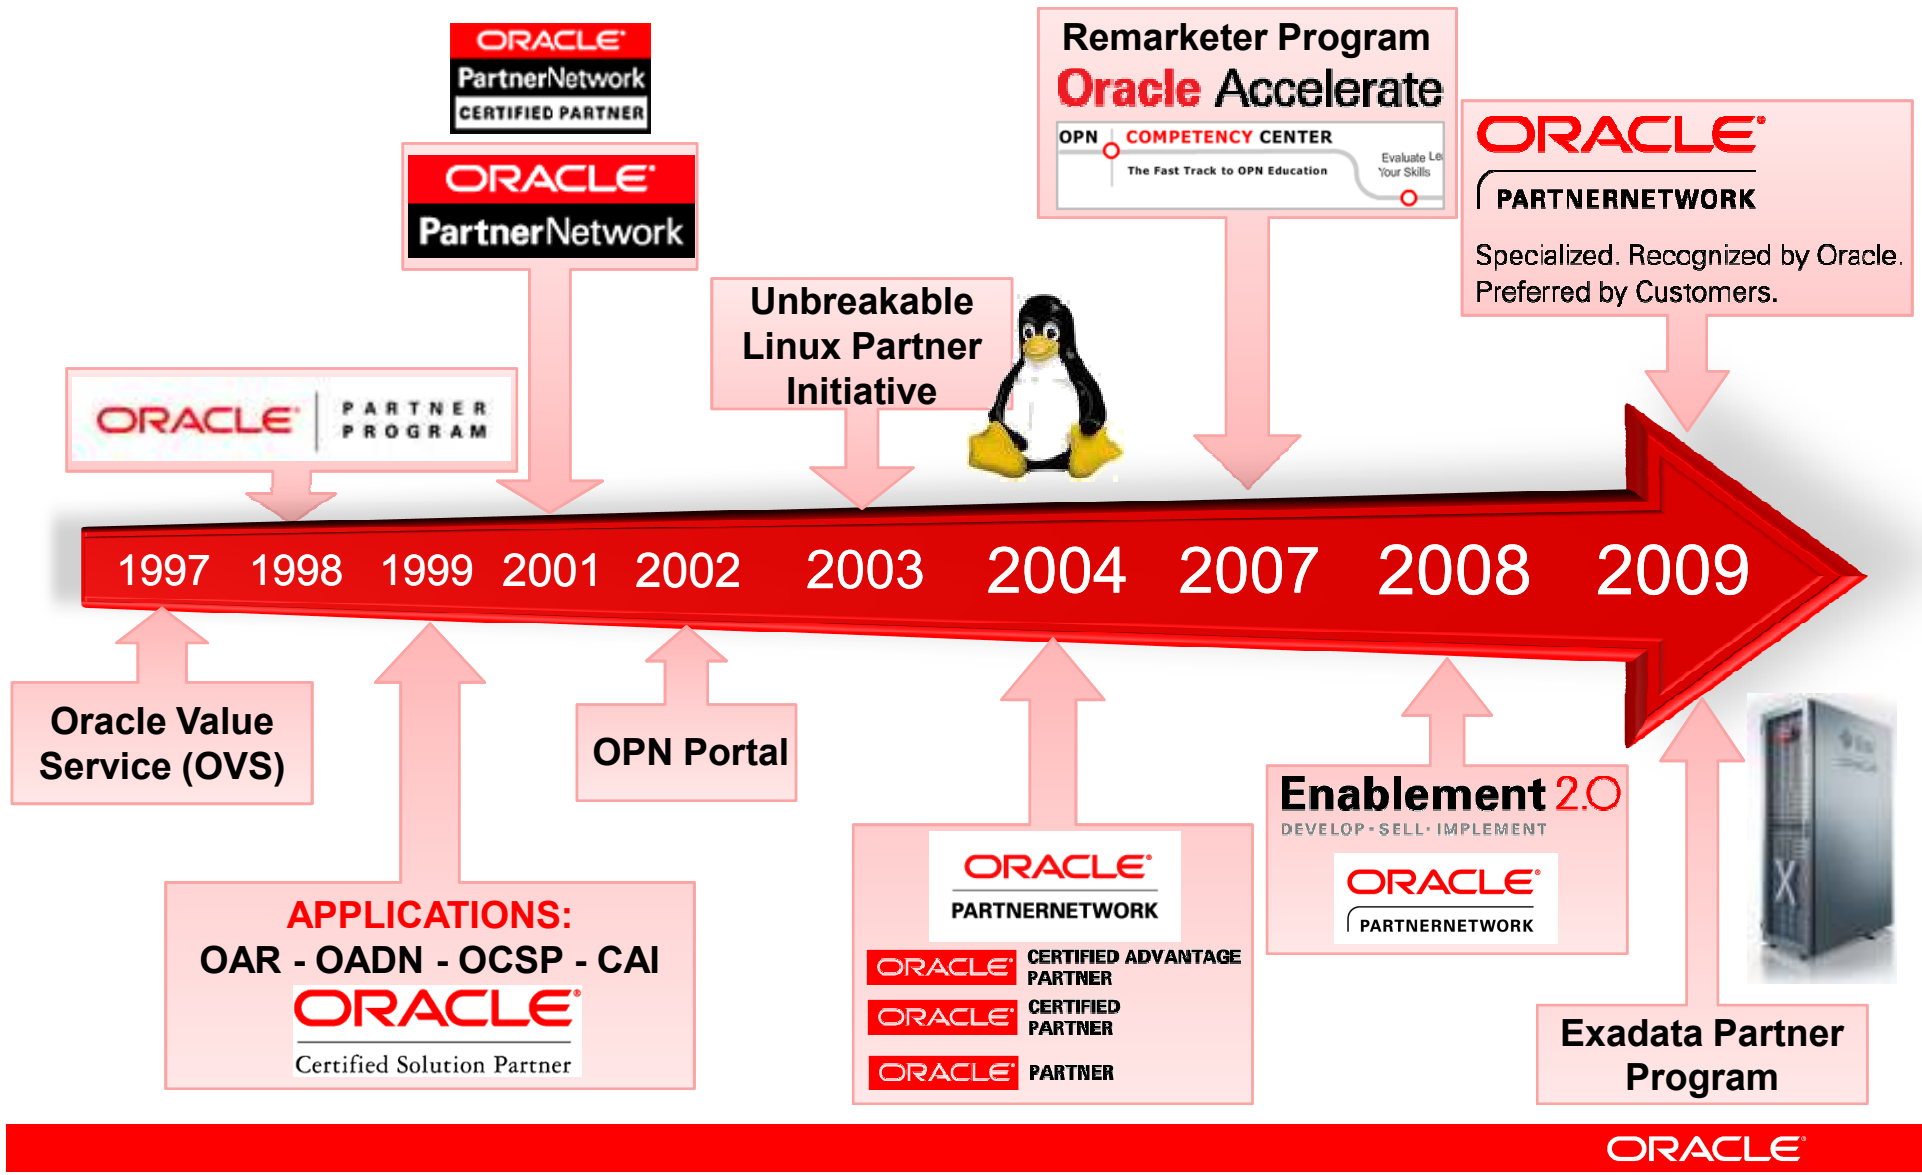 ORACLE
PartnerNetwork
CERTIFIED PARTNER
ORACLE
PartnerNetwork
Remarketer Program
Oracle Accelerate
OPN COMPETENCY CENTER
The Fast Track to OPN Education
Evaluate Le
Your Skills
ORACLE
PARTNERNETWORK
Specialized. Recognized by Oracle.
Preferred by Customers.
Unbreakable
Linux Partner
Initiative
ORACLE PARTNER
PROGRAM
1997 1998 1999 2001 2002 2003 2004 2007 2008 2009
Oracle Value
Service (OVS)
OPN Portal
APPLICATIONS:
OAR - OADN - OCSP - CAI
ORACLE
Certified Solution Partner
ORACLE
PARTNERNETWORK
ORACLE CERTIFIED ADVANTAGE
PARTNER
ORACLE CERTIFIED
PARTNER
ORACLE PARTNER
Enablement 2.0
DEVELOP • SELL • IMPLEMENT
ORACLE
PARTNERNETWORK
X
Exadata Partner
Program
ORACLE